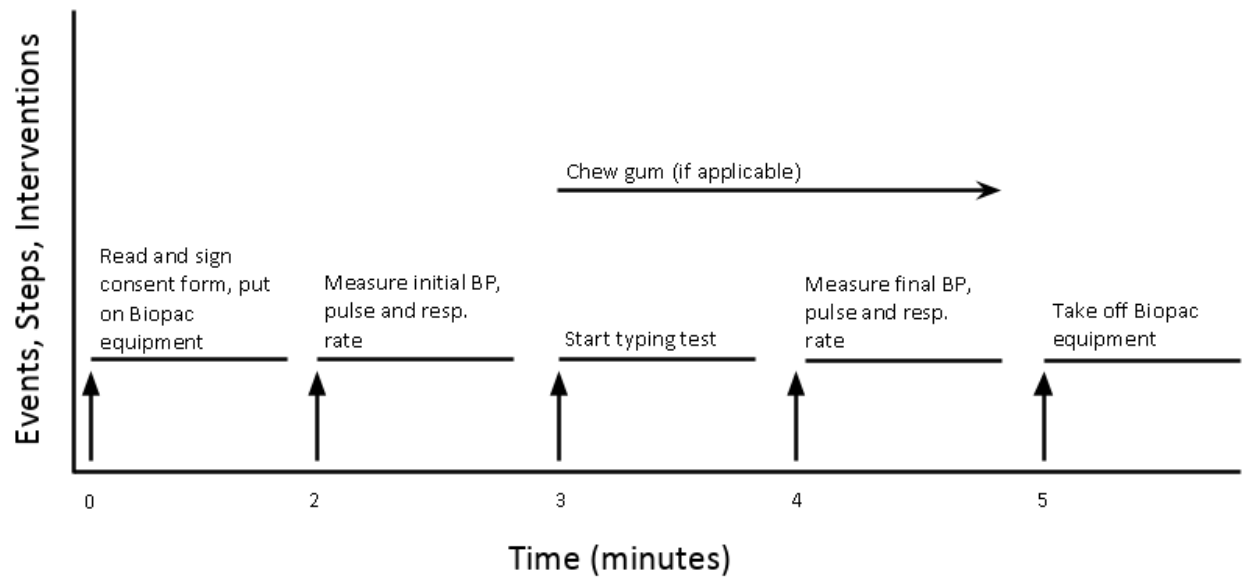 Events, Steps, Interventions
Chew gum (if applicable)
Read and sign
consent form, put
on Biopac
equipment
Measure initial BP,
pulse and resp.
rate
Start typing test
Measure final BP,
pulse and resp.
rate
Take off Biopac
equipment
0
2
3
4
5
Time (minutes)